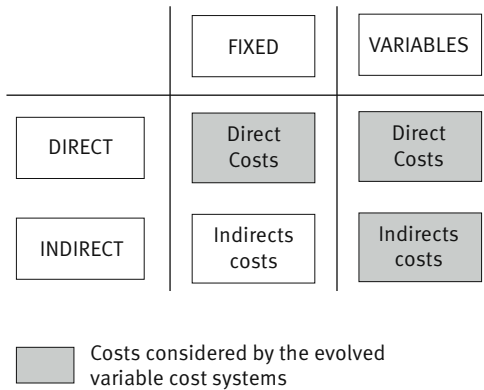 FIXED
VARIABLES
DIRECT
Direct
Costs
Direct
Costs
INDIRECT
Indirects
costs
Indirects
costs
Costs considered by the evolved
variable cost systems